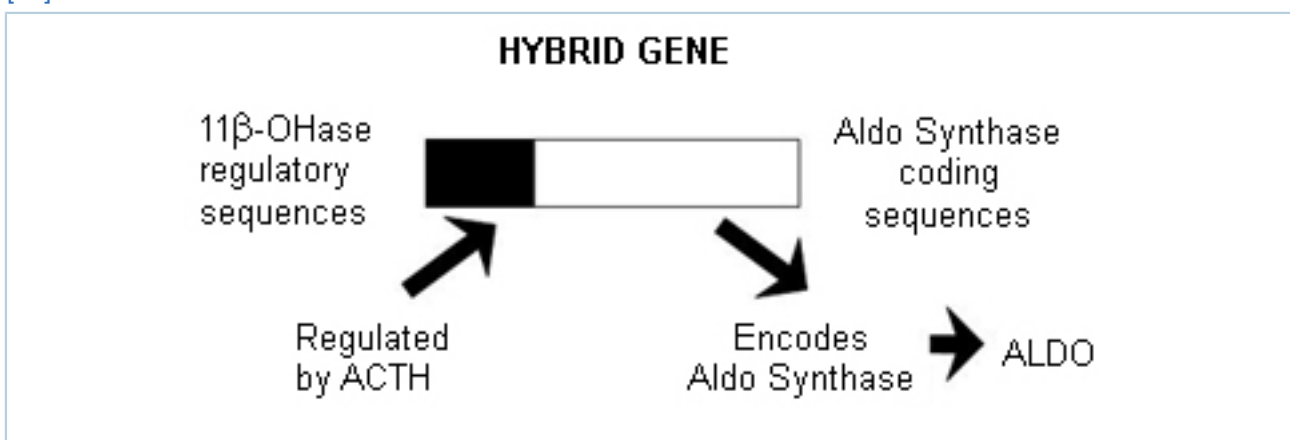 HYBRID GENE
11β-OHase
regulatory
sequences
Aldo Synthase
coding
sequences
Regulated
by ACTH
Encodes
Aldo Synthase
ALDO